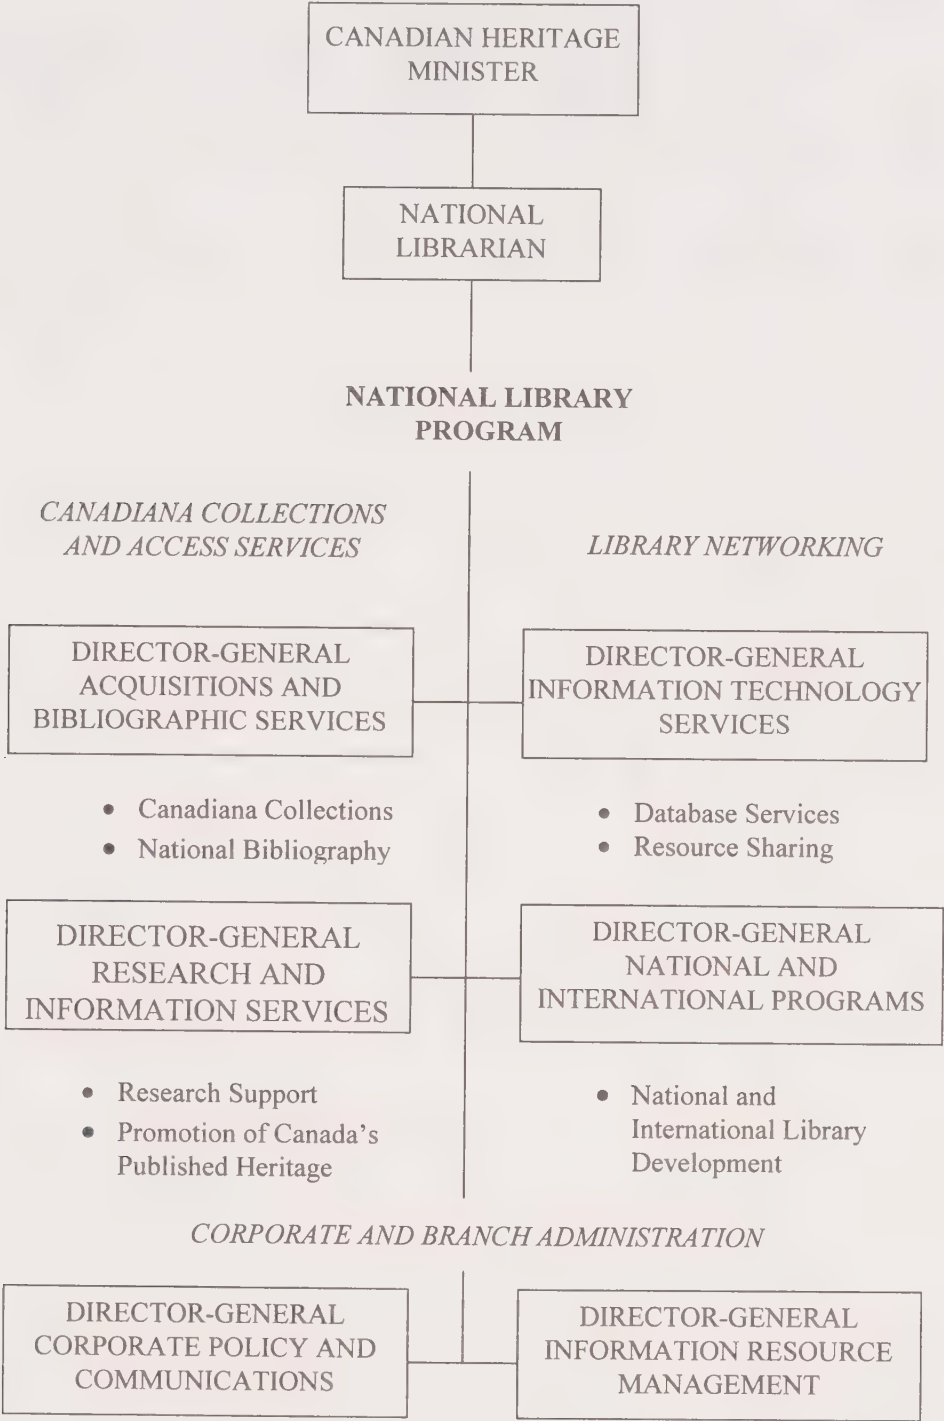 CANADIAN HERITAGE
MINISTER
NATIONAL
LIBRARIAN
NATIONAL LIBRARY
PROGRAM
CANADIANA COLLECTIONS
AND ACCESS SERVICES
LIBRARY NETWORKING
DIRECTOR-GENERAL
ACQUISITIONS AND
BIBLIOGRAPHIC SERVICES
DIRECTOR-GENERAL
INFORMATION TECHNOLOGY
SERVICES
• Canadiana Collections
• National Bibliography
• Database Services
• Resource Sharing
DIRECTOR-GENERAL
RESEARCH AND
INFORMATION SERVICES
DIRECTOR-GENERAL
NATIONAL AND
INTERNATIONAL PROGRAMS
• Research Support
• Promotion of Canada's
Published Heritage
• National and
International Library
Development
CORPORATE AND BRANCH ADMINISTRATION
DIRECTOR-GENERAL
CORPORATE POLICY AND
COMMUNICATIONS
DIRECTOR-GENERAL
INFORMATION RESOURCE
MANAGEMENT